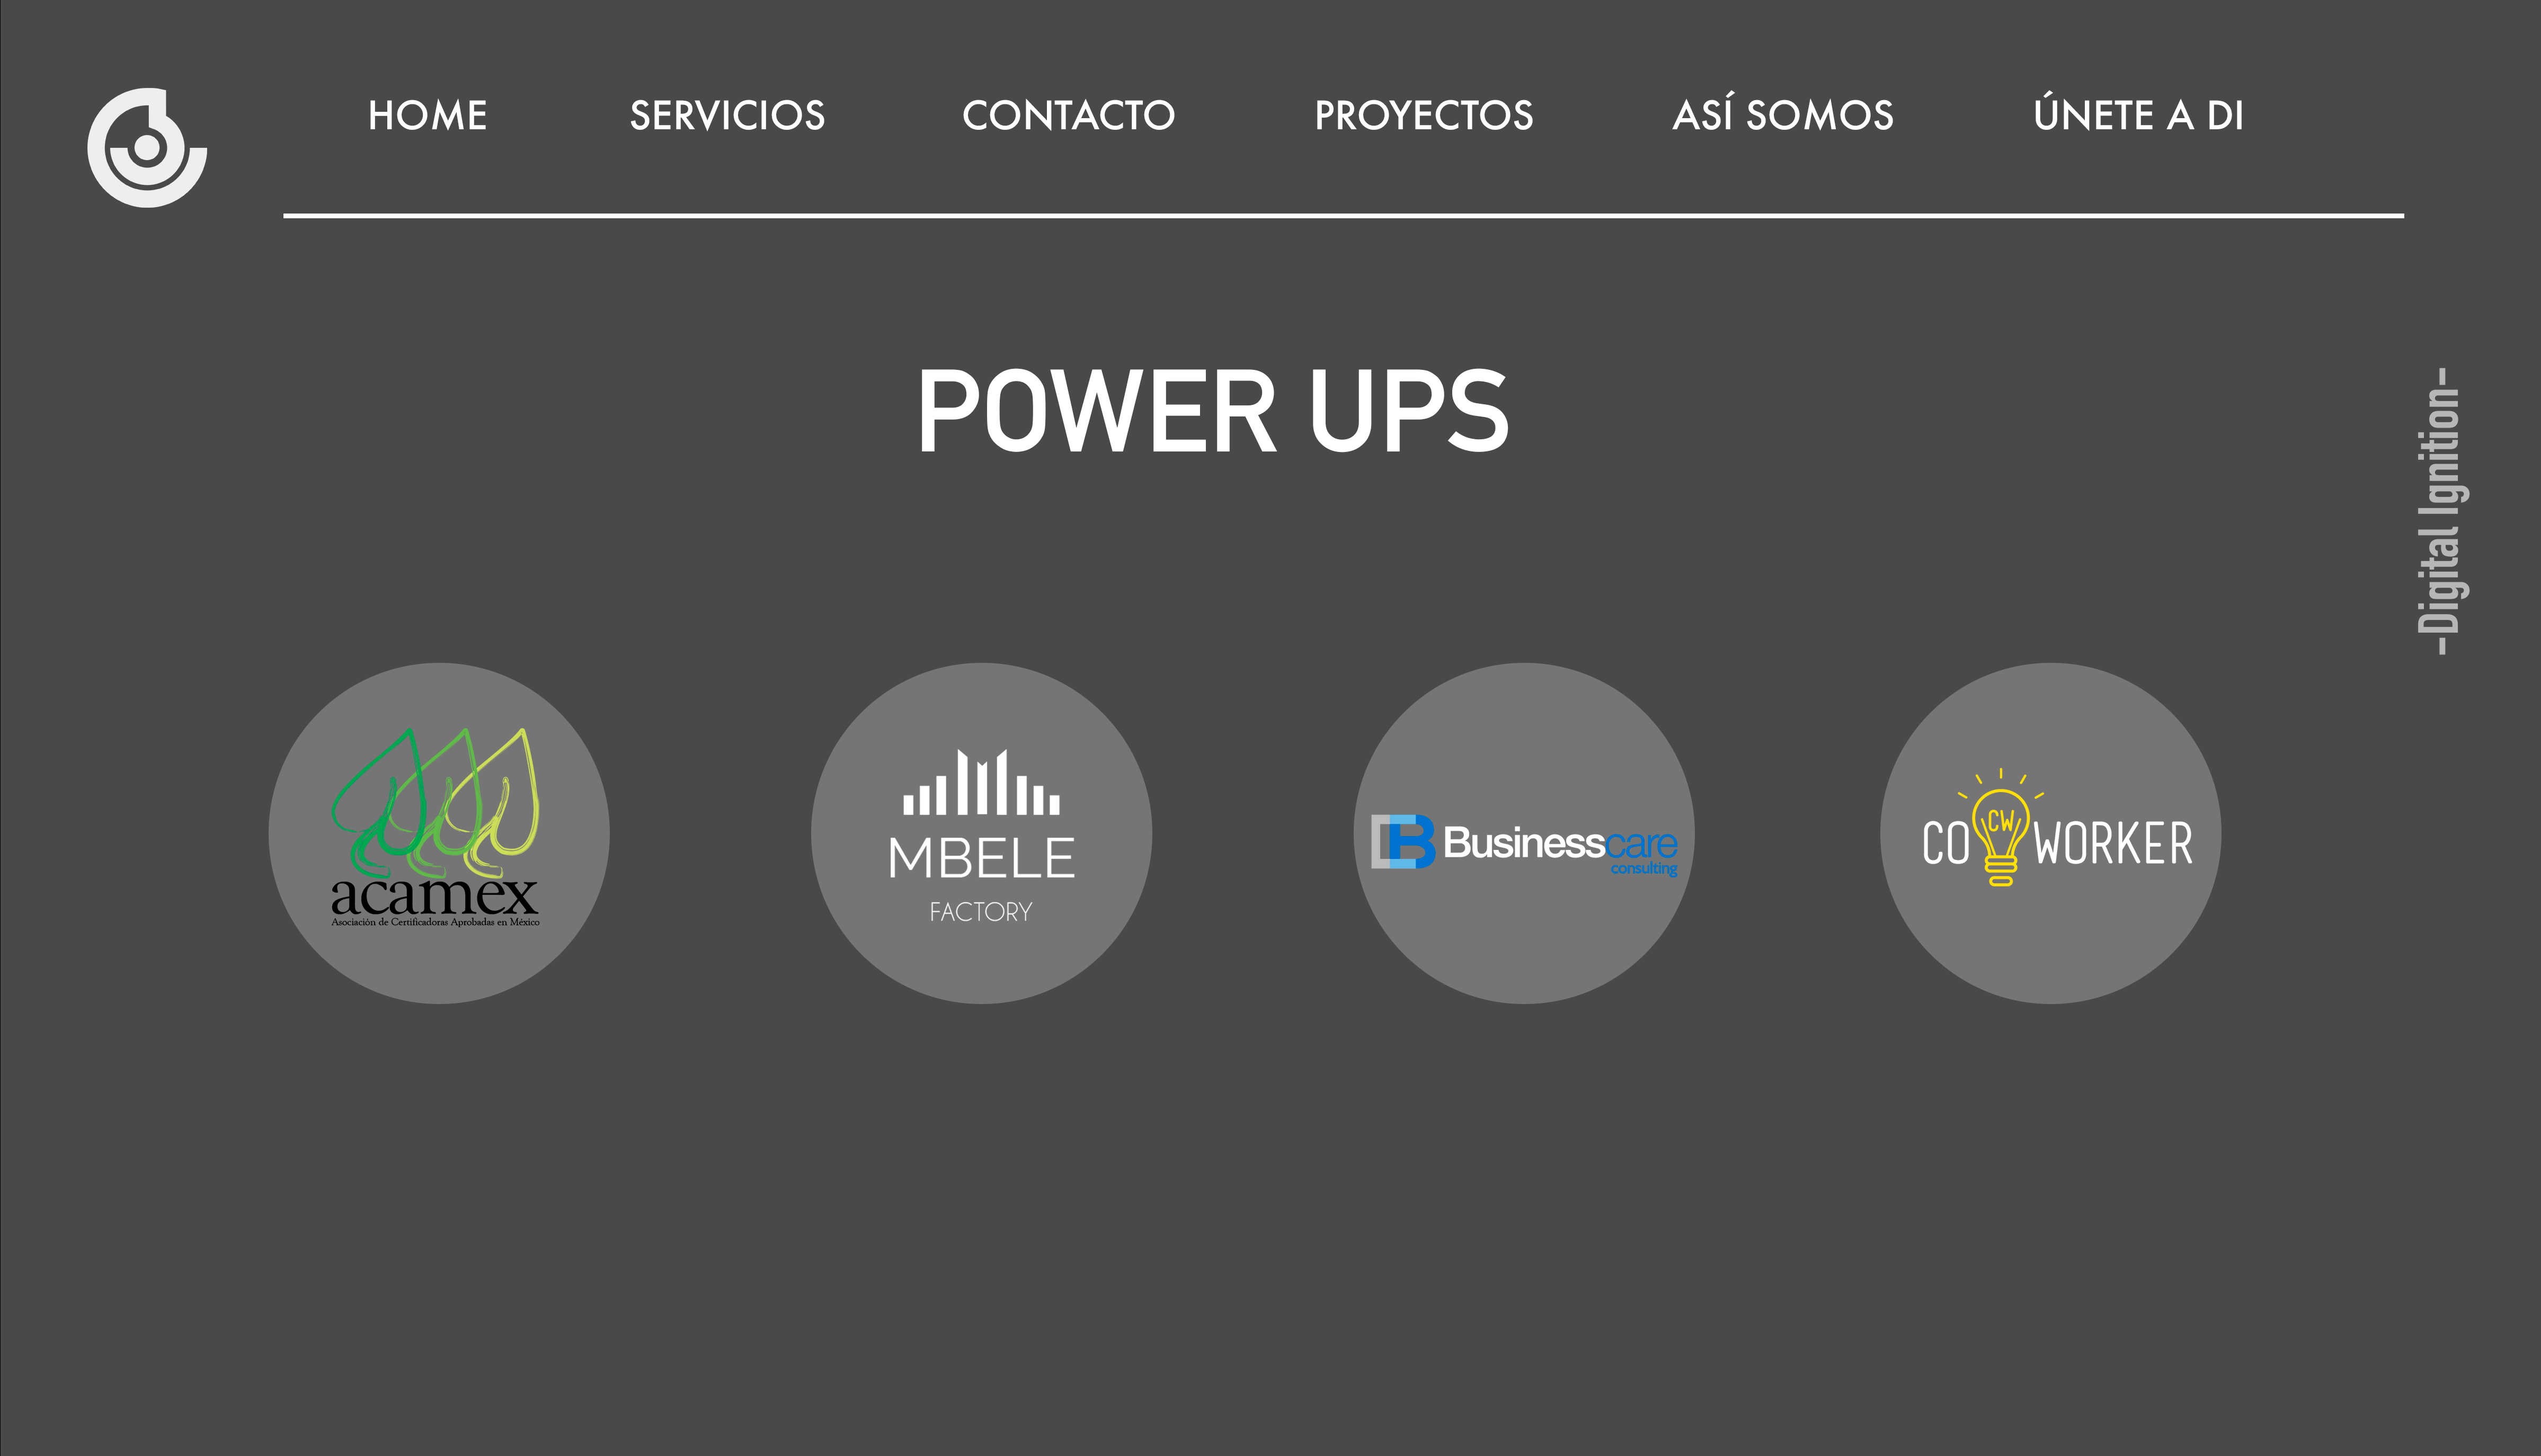 HOME SERVICIOS CONTACTO PROYECTOS ASÍ SOMOS ÚNETE A DI
POWER UPS
–Digital Ignition–
acamex
Asociación de Certificadoras Aprobadas en México
MBELE
FACTORY
Businesscare
consulting
CO CW WORKER